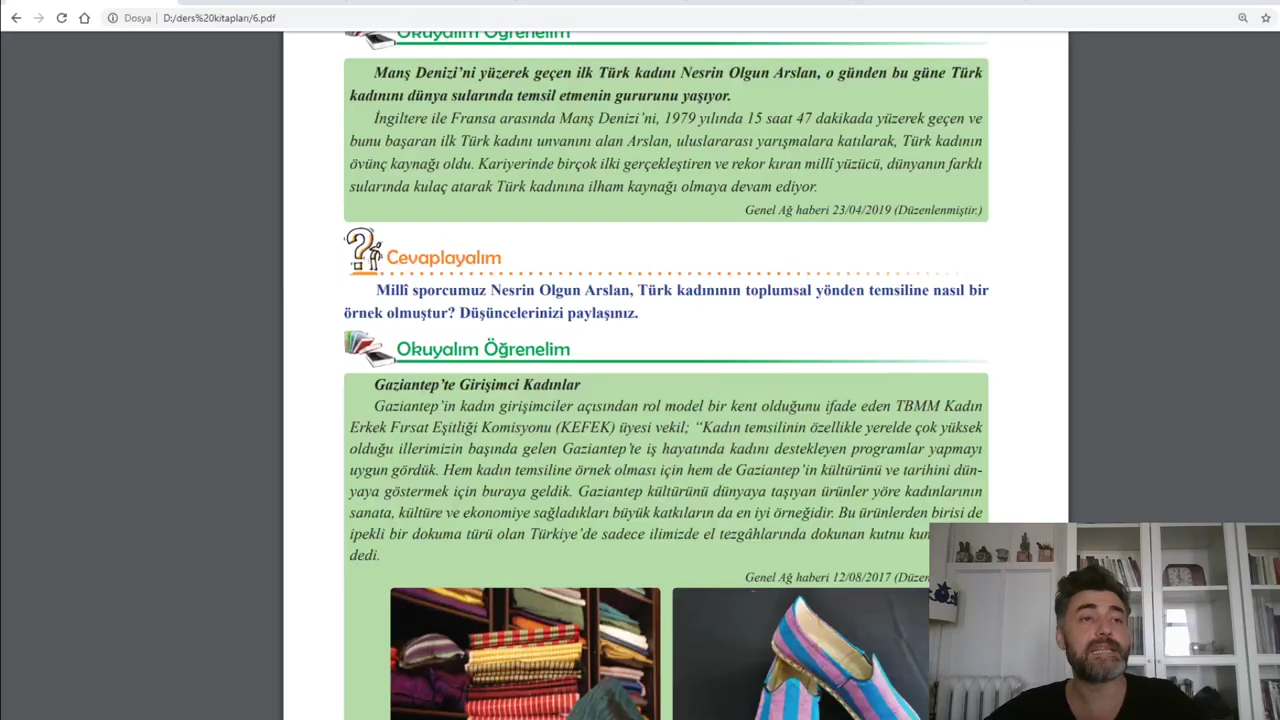 Dosya | D:/ders%20kitapları/6.pdf
Okuyalım Öğrenelim
Manş Denizi’ni yüzerek geçen ilk Türk kadını Nesrin Olgun Arslan, o günden bu güne Türk
kadınını dünya sularında temsil etmenin gururunu yaşıyor.
İngiltere ile Fransa arasında Manş Denizi’ni, 1979 yılında 15 saat 47 dakikada yüzerek geçen ve
bunu başaran ilk Türk kadını unvanını alan Arslan, uluslararası yarışmalara katılarak, Türk kadının
övünç kaynağı oldu. Kariyerinde birçok ilki gerçekleştiren ve rekor kıran millî yüzücü, dünyanın farklı
sularında kulaç atarak Türk kadınına ilham kaynağı olmaya devam ediyor.
Genel Ağ haberi 23/04/2019 (Düzenlenmiştir.)
Cevaplayalım
Millî sporcumuz Nesrin Olgun Arslan, Türk kadınının toplumsal yönden temsiline nasıl bir
örnek olmuştur? Düşüncelerinizi paylaşınız.
Okuyalım Öğrenelim
Gaziantep’te Girişimci Kadınlar
Gaziantep’in kadın girişimciler açısından rol model bir kent olduğunu ifade eden TBMM Kadın
Erkek Fırsat Eşitliği Komisyonu (KEFEK) üyesi vekil; “Kadın temsilinin özellikle yerelde çok yüksek
olduğu illerimizin başında gelen Gaziantep’te iş hayatında kadını destekleyen programlar yapmayı
uygun gördük. Hem kadın temsiline örnek olması için hem de Gaziantep’in kültürünü ve tarihini dün-
yaya göstermek için buraya geldik. Gaziantep kültürünü dünyaya taşıyan ürünler yöre kadınlarının
sanata, kültüre ve ekonomiye sağladıkları büyük katkıların da en iyi örneğidir. Bu ürünlerden birisi de
ipekli bir dokuma türü olan Türkiye’de sadece ilimizde el tezgâhlarında dokunan kutnu
dedi.
Genel Ağ haberi 12/08/2017